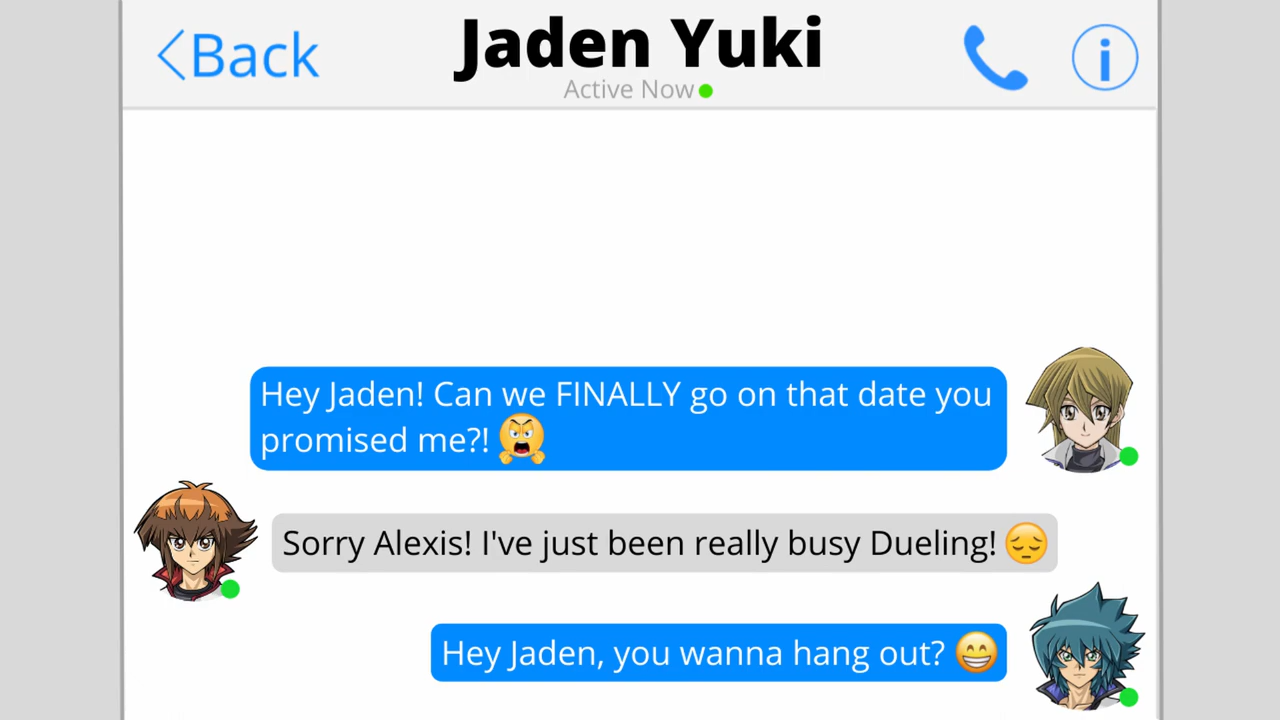 Back
Jaden Yuki
Active Now
Hey Jaden! Can we FINALLY go on that date you
promised me?!
Sorry Alexis! I've just been really busy Dueling!
Hey Jaden, you wanna hang out?